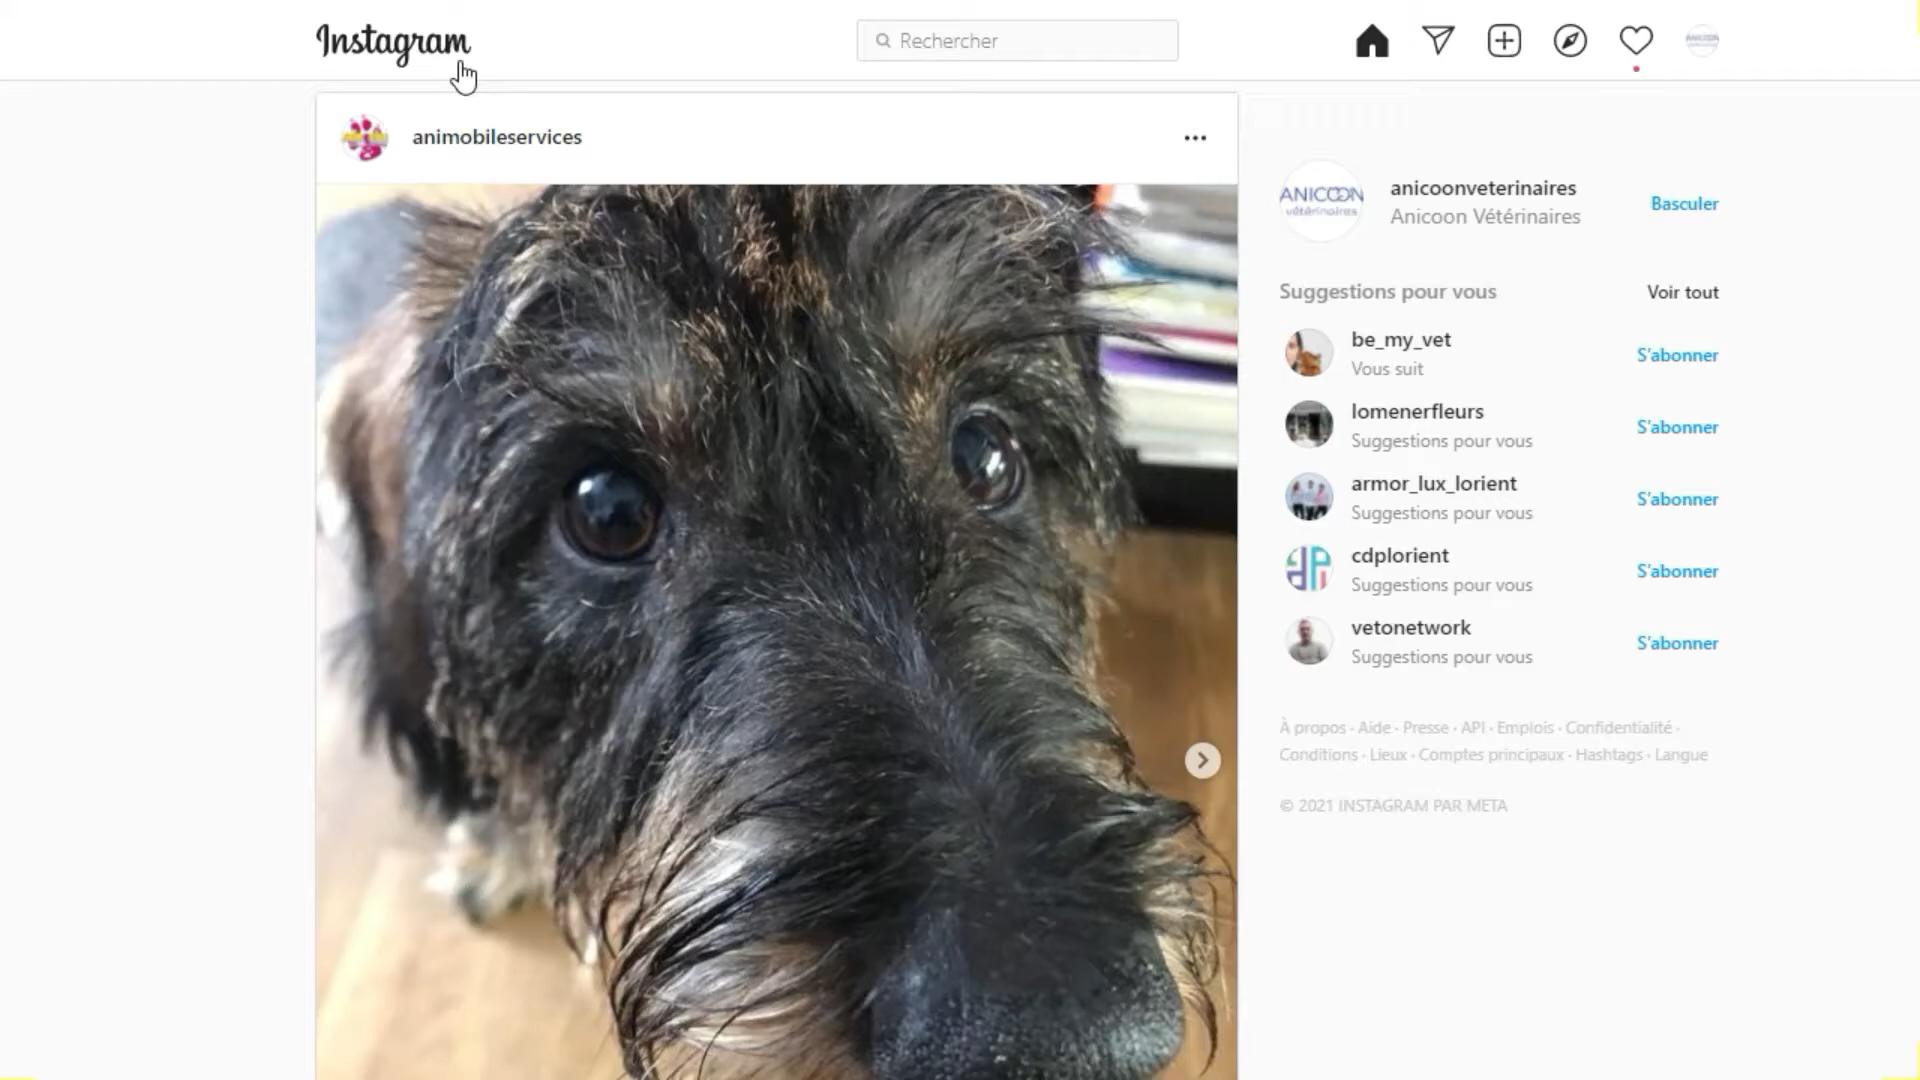 Instagram
Rechercher
animobileservices
ANICOON
vétérinaires
anicoonveterinaires
Anicoon Vétérinaires
Basculer
Suggestions pour vous
Voir tout
be_my_vet
Vous suit
S'abonner
lomenerfleurs
Suggestions pour vous
S'abonner
armor_lux_lorient
Suggestions pour vous
S'abonner
cdplorient
Suggestions pour vous
S'abonner
vetonetwork
Suggestions pour vous
S'abonner
À propos · Aide · Presse · API · Emplois · Confidentialité ·
Conditions · Lieux · Comptes principaux · Hashtags · Langue
© 2021 INSTAGRAM PAR META